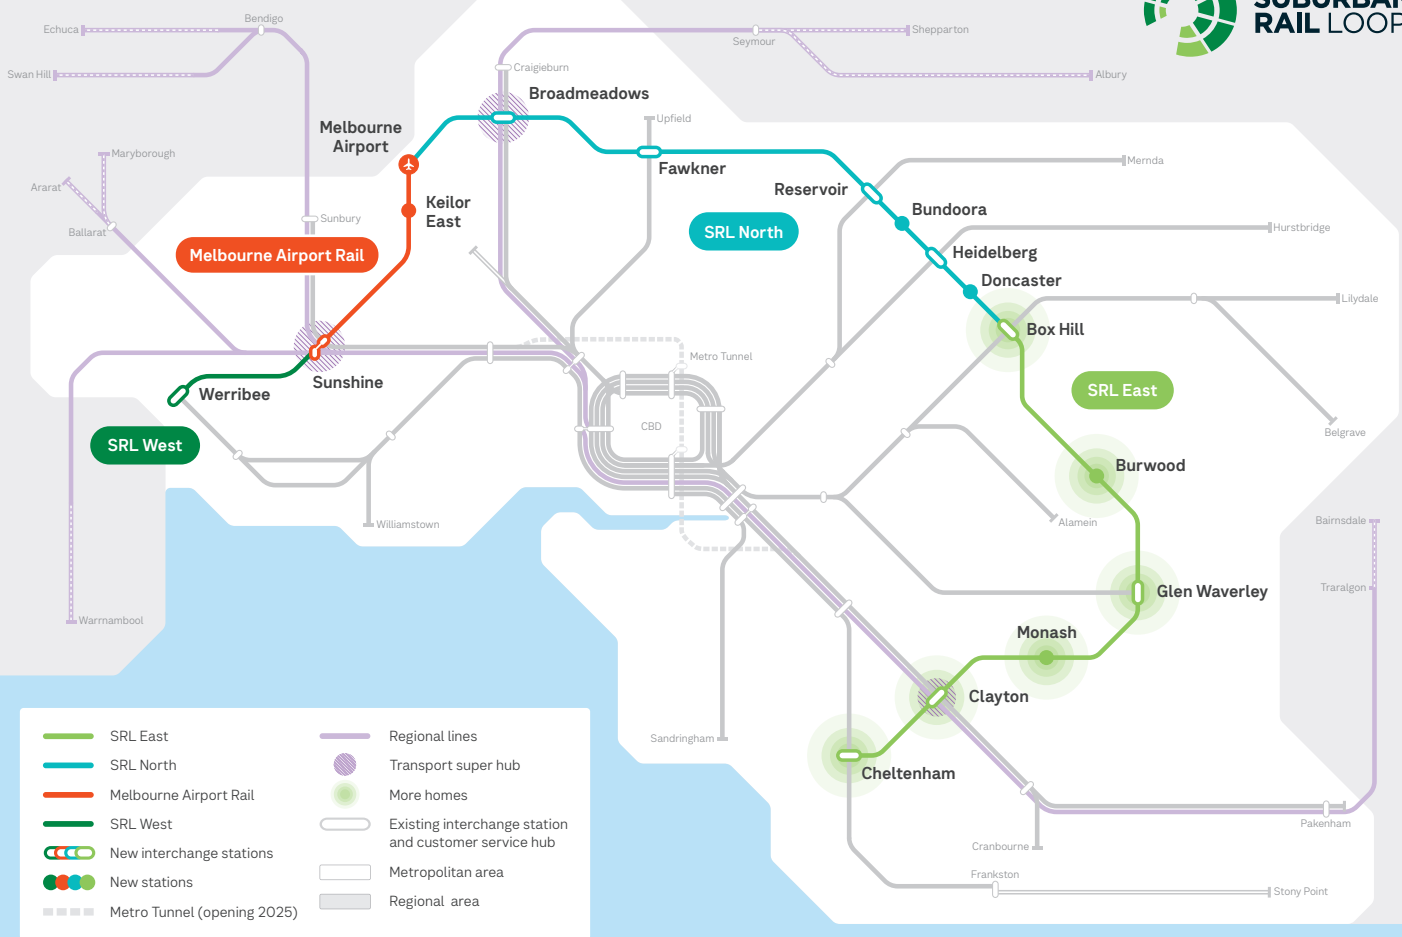 SUBURBAN
RAIL LOOP
Echuca
Bendigo
Swan Hill
Seymour
Shepparton
Albury
Craigieburn
Broadmeadows
Melbourne
Airport
Upfield
Fawkner
Maryborough
Ararat
Ballarat
Sunbury
Keilor
East
Melbourne Airport Rail
SRL North
Reservoir
Mernda
Bundoora
Hurstbridge
Heidelberg
Doncaster
Lilydale
Box Hill
Metro Tunnel
Sunshine
Werribee
SRL West
SRL East
CBD
Belgrave
Burwood
Williamstown
Alamein
Bairnsdale
Traralgon
Glen Waverley
Warrnambool
Monash
Clayton
Sandringham
Cheltenham
Pakenham
Cranbourne
Frankston
Stony Point
SRL East
SRL North
Melbourne Airport Rail
SRL West
New interchange stations
New stations
Metro Tunnel (opening 2025)
Regional lines
Transport super hub
More homes
Existing interchange station
and customer service hub
Metropolitan area
Regional area